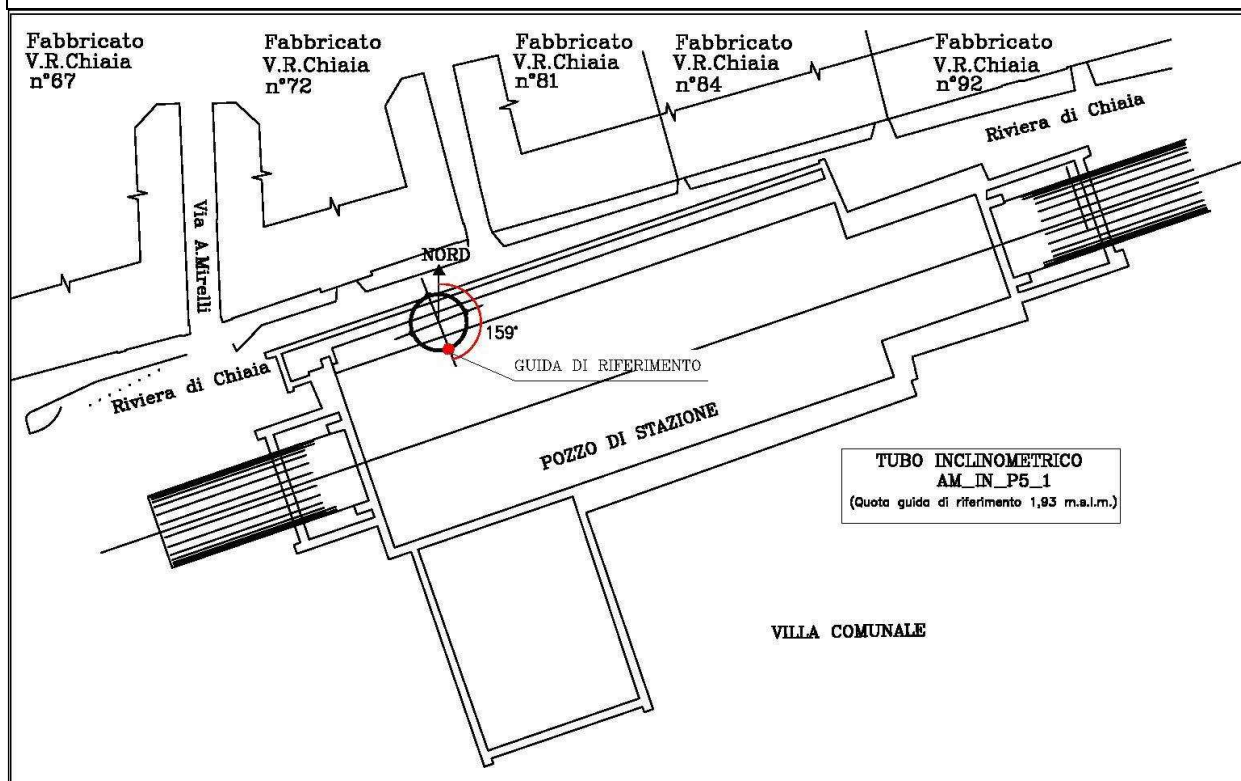 Fabbricato
V.R.Chiaia
n°67
Fabbricato
V.R.Chiaia
n°72
Fabbricato
V.R.Chiaia
n°81
Fabbricato
V.R.Chiaia
n°84
Fabbricato
V.R.Chiaia
n°92
Riviera di Chiaia
Via A.Mirelli
NORD
159°
GUIDA DI RIFERIMENTO
Riviera di Chiaia
POZZO DI STAZIONE
TUBO INCLINOMETRICO
AM_IN_P5_1
(Quota guida di riferimento 1,93 m.s.l.m.)
VILLA COMUNALE